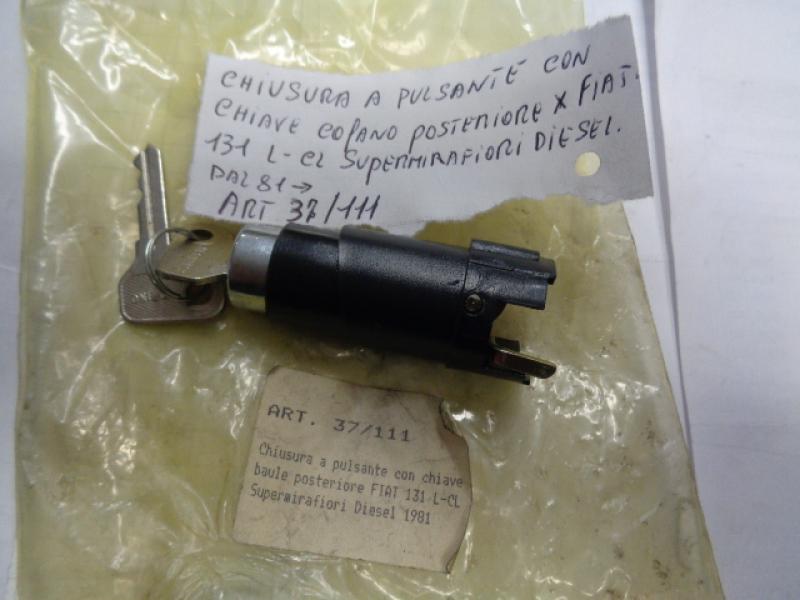 CHIUSURA A PULSANTE CON
CHIAVE COFANO POSTERIORE X FIAT.
131 L-CL SUPERMIRAFIORI DIESEL.
DAL 81→
ART 37/111
ART. 37/111
Chiusura a pulsante con chiave
baule posteriore FIAT 131 L-CL
Supermirafiori Diesel 1981